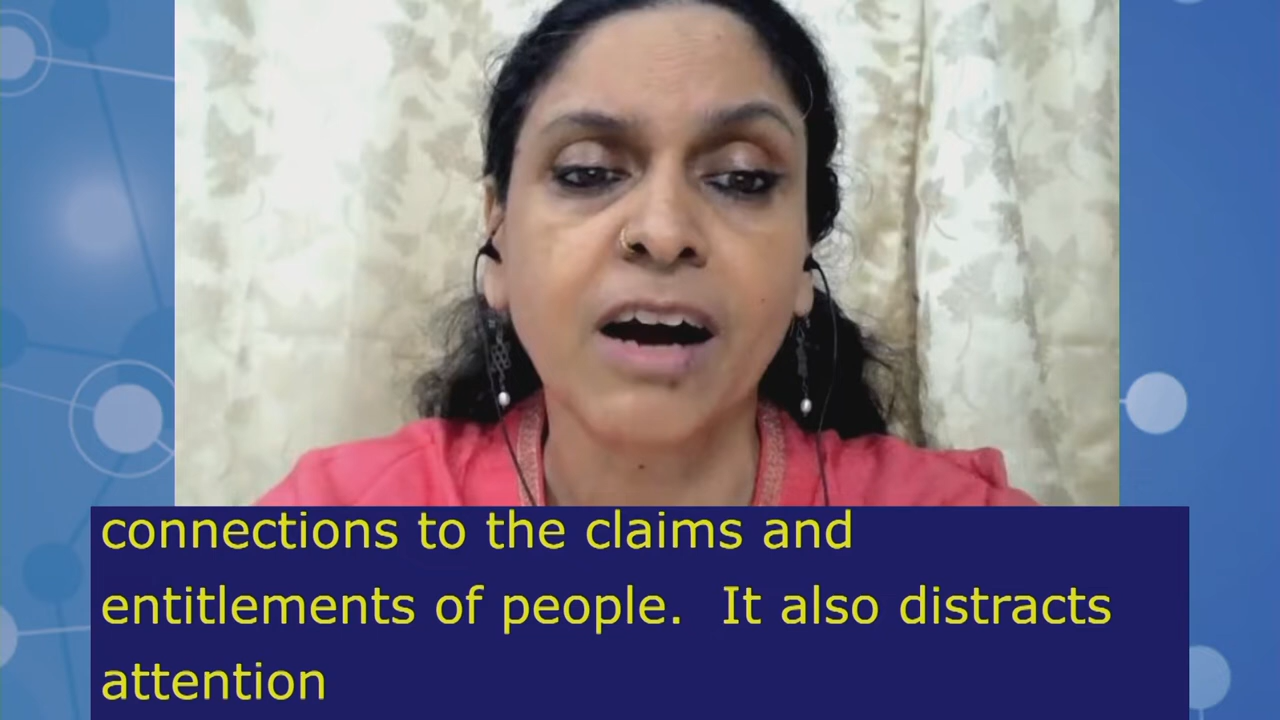 connections to the claims and
entitlements of people.  It also distracts
attention